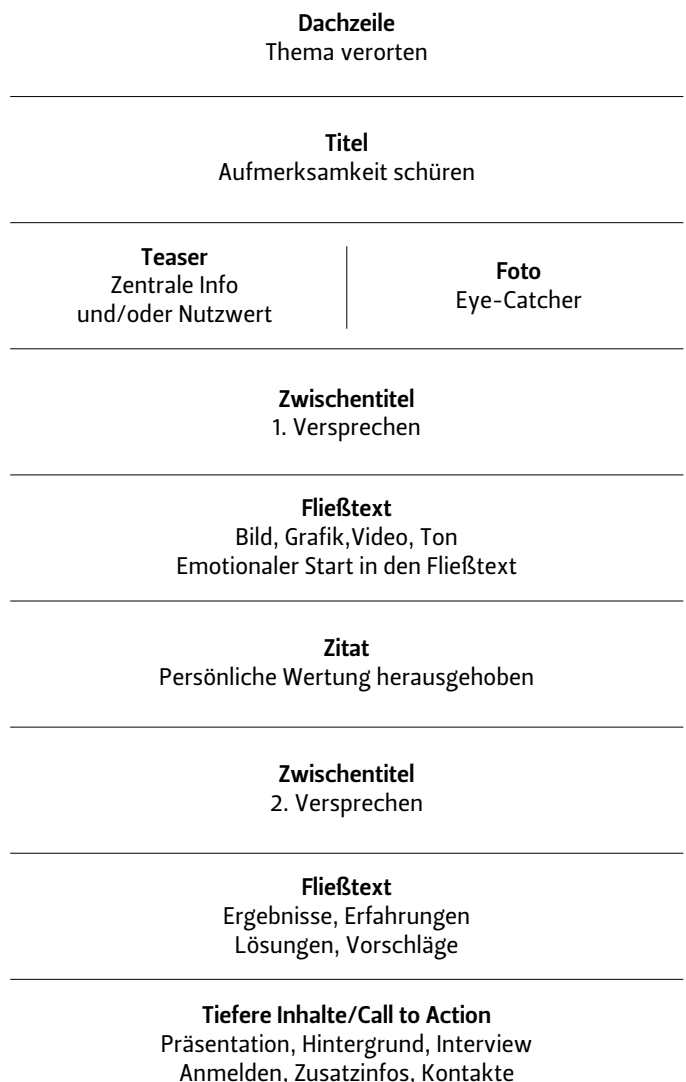 Dachzeile
Thema verorten
Titel
Aufmerksamkeit schüren
Teaser
Zentrale Info
und/oder Nutzwert
Foto
Eye-Catcher
Zwischentitel
1. Versprechen
Fließtext
Bild, Grafik,Video, Ton
Emotionaler Start in den Fließtext
Zitat
Persönliche Wertung herausgehoben
Zwischentitel
2. Versprechen
Fließtext
Ergebnisse, Erfahrungen
Lösungen, Vorschläge
Tiefere Inhalte/Call to Action
Präsentation, Hintergrund, Interview
Anmelden, Zusatzinfos, Kontakte